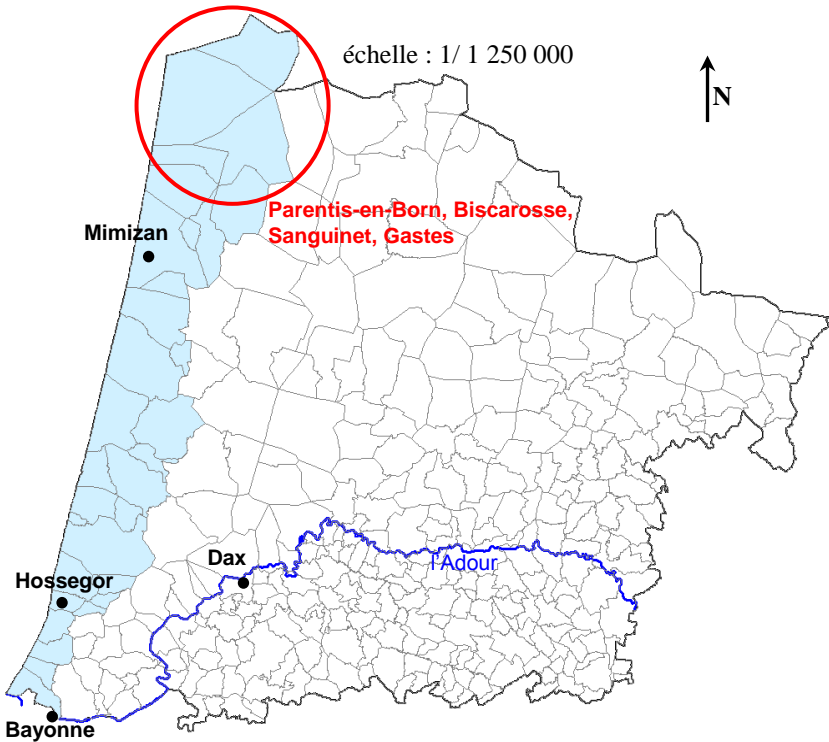 échelle : 1/ 1 250 000
N
Parentis-en-Born, Biscarosse,
Sanguinet, Gastes
Mimizan
Dax
l'Adour
Hossegor
Bayonne